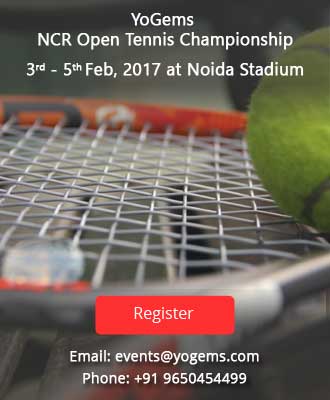 YoGems
NCR Open Tennis Championship
3rd - 5th Feb, 2017 at Noida Stadium
Register
Email: events@yogems.com
Phone: +91 9650454499